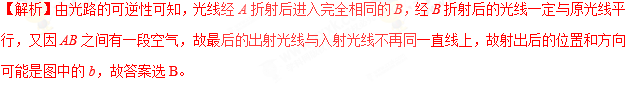 【解析】由光路的可逆性可知，光线经 A 折射后进入完全相同的 B，经 B 折射后的光线一定与原光线平
行，又因 AB 之间有一段空气，故最后的出射光线与入射光线不再同一直线上，故射出后的位置和方向
可能是图中的 b，故答案选 B。